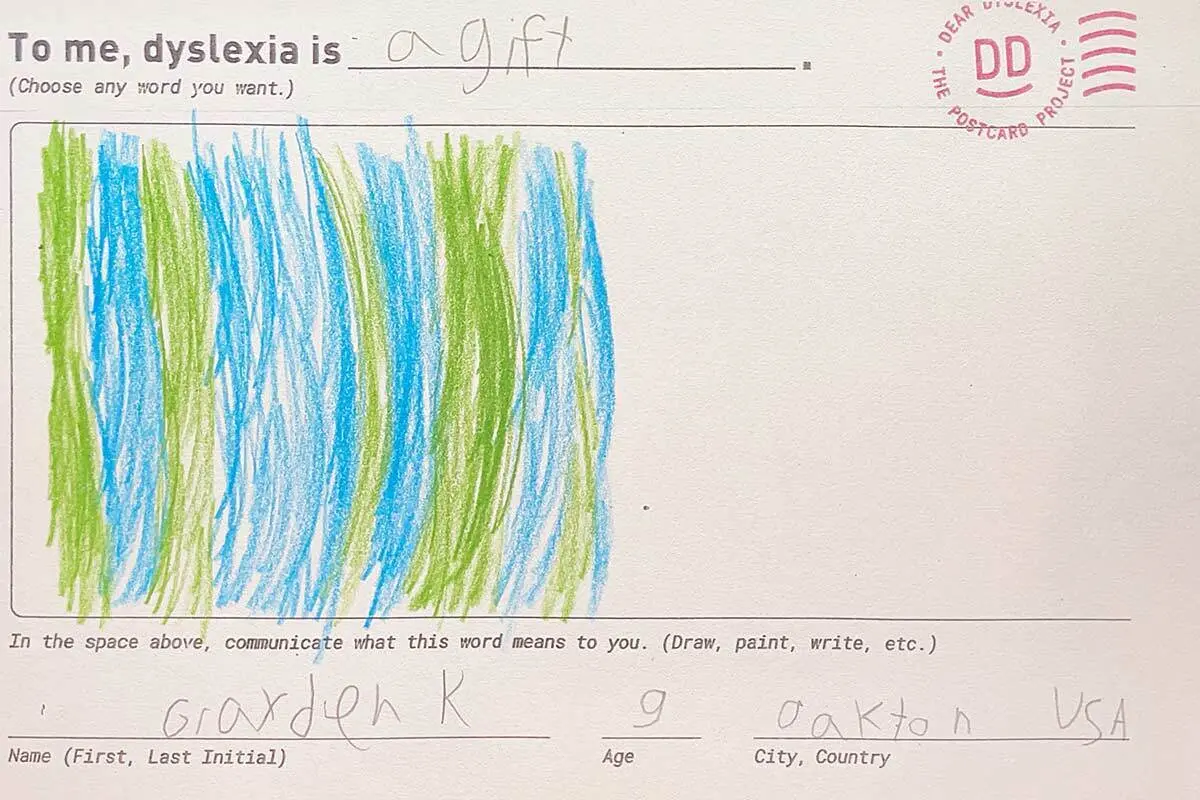 To me, dyslexia is a gift.
(Choose any word you want.)
DEAR DYSLEXIA • THE POSTCARD PROJECT •
DD
In the space above, communicate what this word means to you. (Draw, paint, write, etc.)
Grarden K 9 Oakton USA
Name (First, Last Initial) Age City, Country